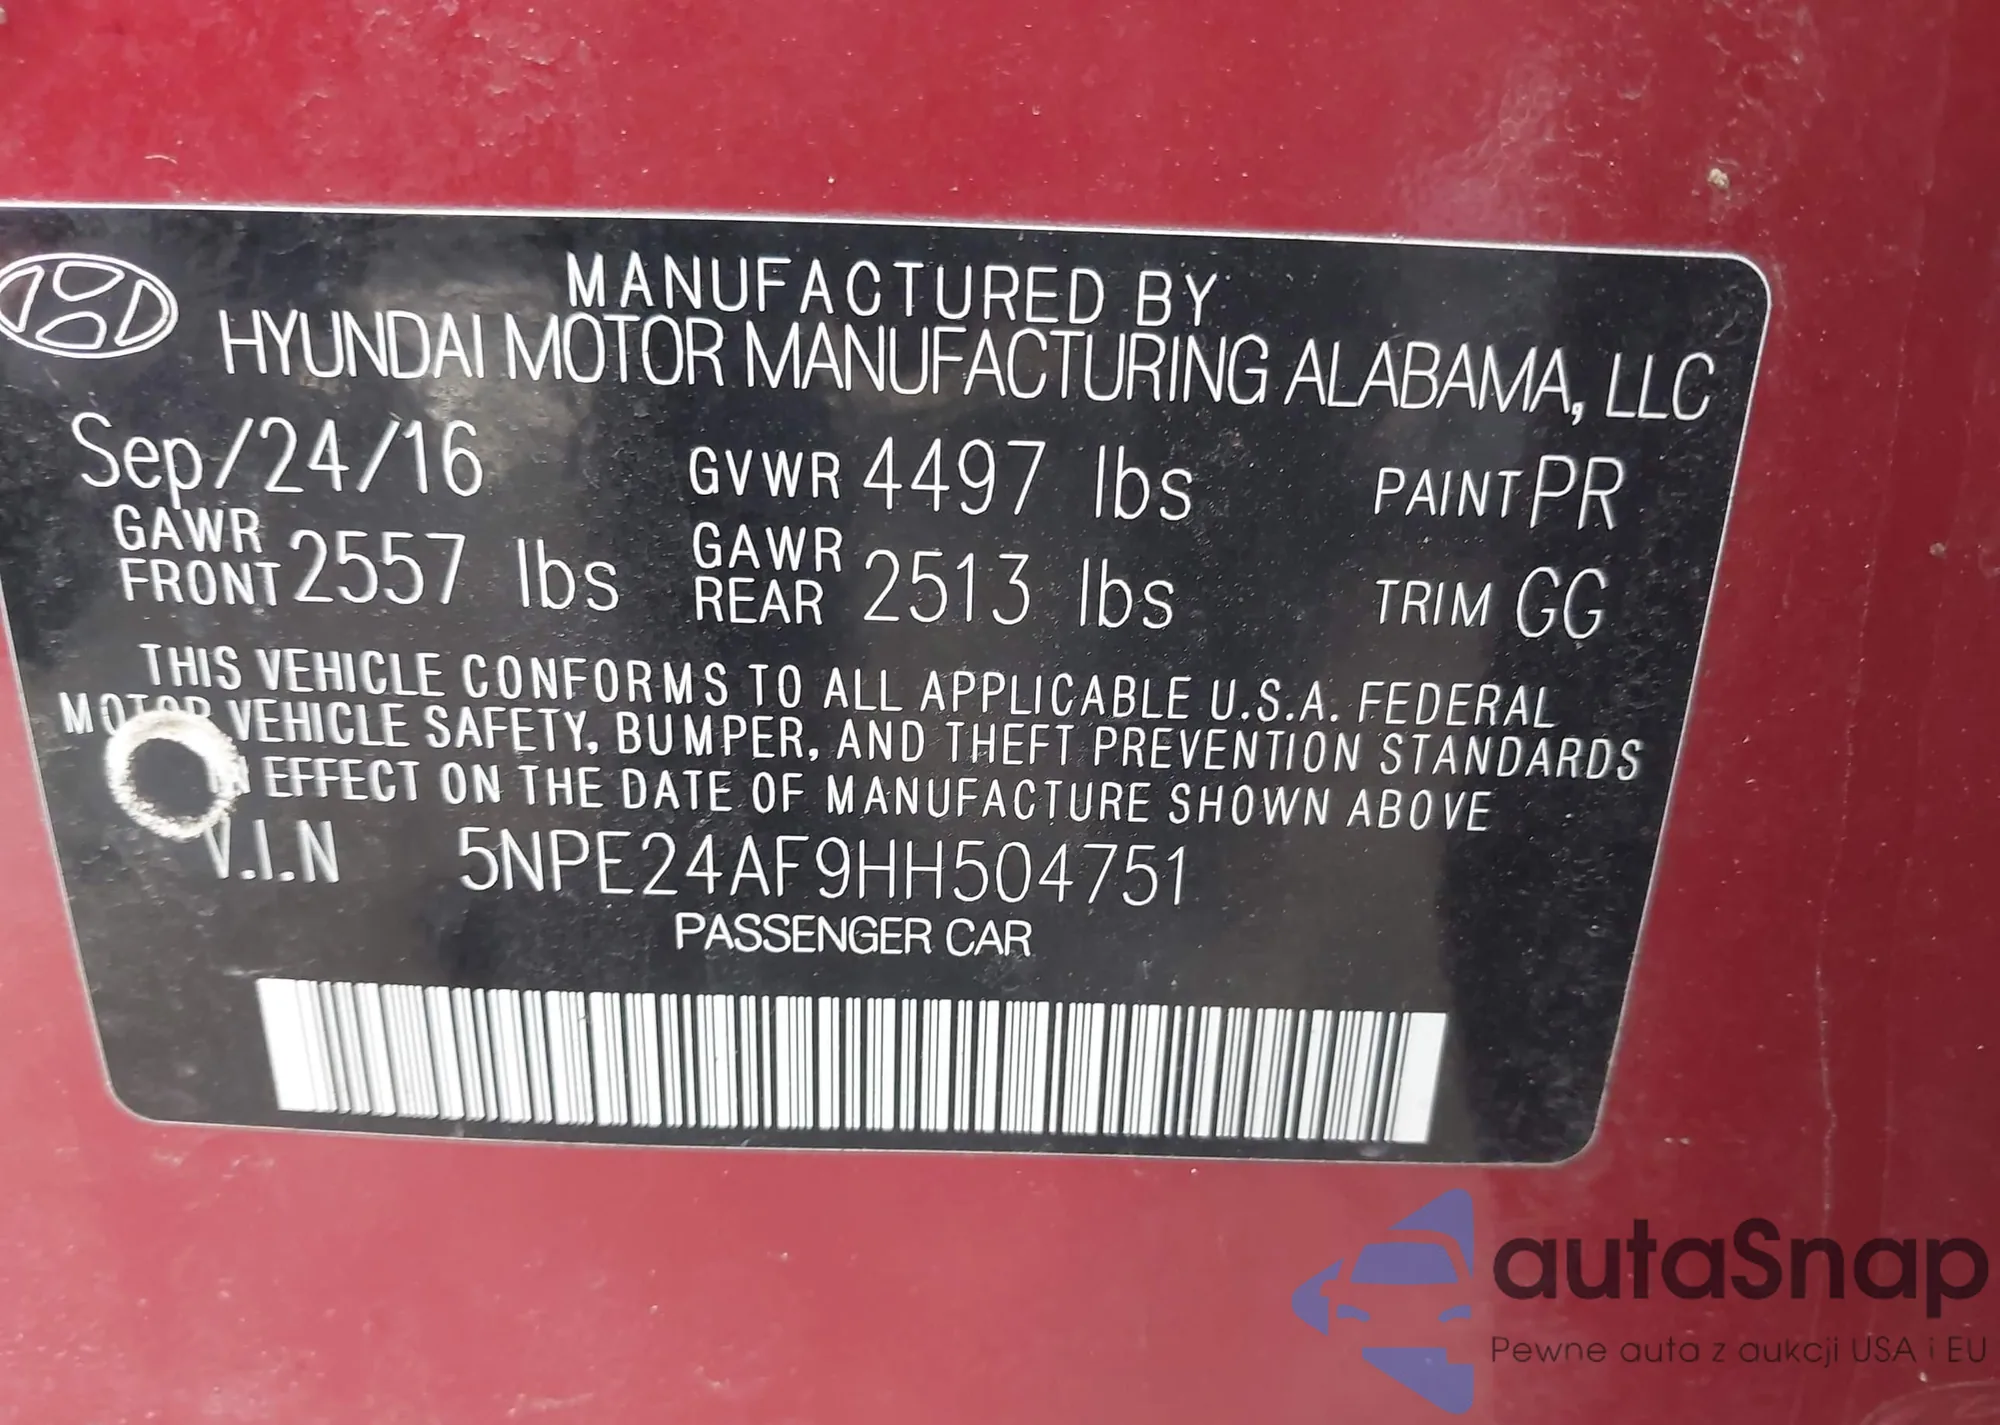 MANUFACTURED BY
HYUNDAI MOTOR MANUFACTURING ALABAMA, LLC
Sep/24/16 GVWR 4497 lbs PAINT PR
GAWR FRONT 2557 lbs GAWR REAR 2513 lbs TRIM GG
THIS VEHICLE CONFORMS TO ALL APPLICABLE U.S.A. FEDERAL
MOTOR VEHICLE SAFETY, BUMPER, AND THEFT PREVENTION STANDARDS
IN EFFECT ON THE DATE OF MANUFACTURE SHOWN ABOVE
V.I.N 5NPE24AF9HH504751
PASSENGER CAR
autaSnap
Pewne auta z aukcji USA i EU